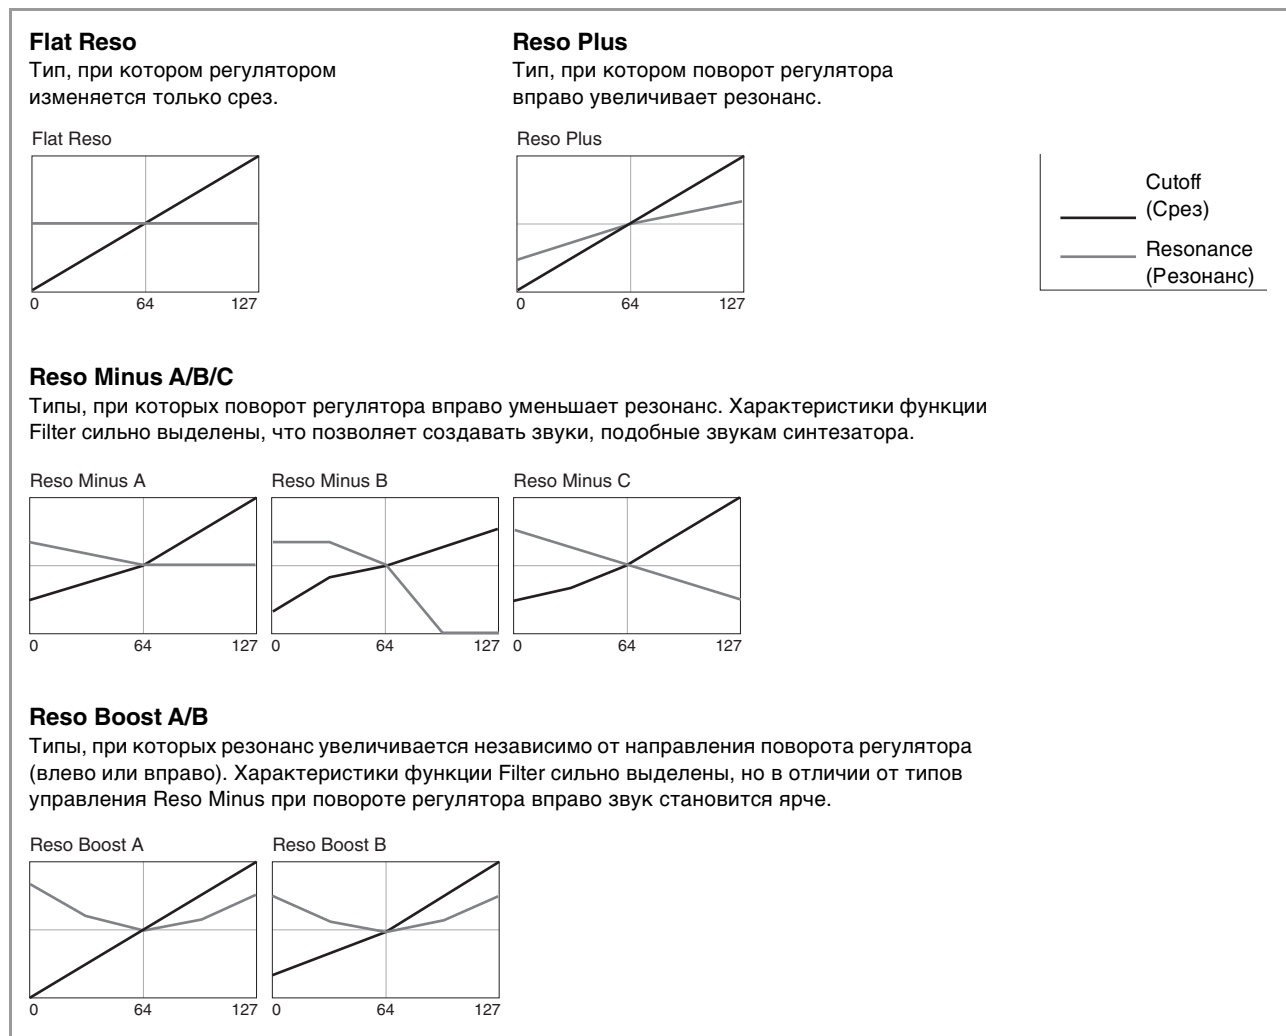 Flat Reso
Тип, при котором регулятором
изменяется только срез.
Reso Plus
Тип, при котором поворот регулятора
вправо увеличивает резонанс.
Flat Reso
0 64 127
Reso Plus
0 64 127
Cutoff
(Срез)
Resonance
(Резонанс)
Reso Minus A/B/C
Типы, при которых поворот регулятора вправо уменьшает резонанс. Характеристики функции
Filter сильно выделены, что позволяет создавать звуки, подобные звукам синтезатора.
Reso Minus A
0 64 127
Reso Minus B
0 64 127
Reso Minus C
0 64 127
Reso Boost A/B
Типы, при которых резонанс увеличивается независимо от направления поворота регулятора
(влево или вправо). Характеристики функции Filter сильно выделены, но в отличии от типов
управления Reso Minus при повороте регулятора вправо звук становится ярче.
Reso Boost A
0 64 127
Reso Boost B
0 64 127